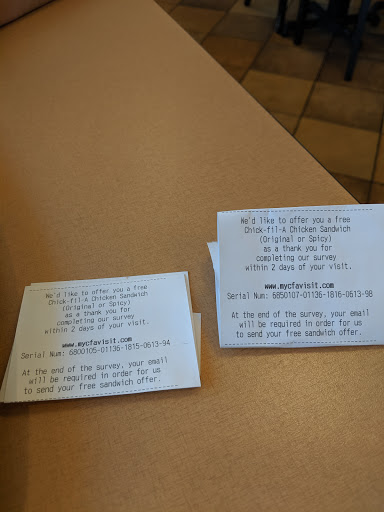 We'd like to offer you a free
Chick-fil-A Chicken Sandwich
(Original or Spicy)
as a thank you for
completing our survey
within 2 days of your visit.
www.mycfavisit.com
Serial Num: 6800105-01136-1815-0613-94
At the end of the survey, your email
will be required in order for us
to send your free sandwich offer.
We'd like to offer you a free
Chick-fil-A Chicken Sandwich
(Original or Spicy)
as a thank you for
completing our survey
within 2 days of your visit.
www.mycfavisit.com
Serial Num: 6850107-01136-1816-0613-98
At the end of the survey, your email
will be required in order for us
to send your free sandwich offer.